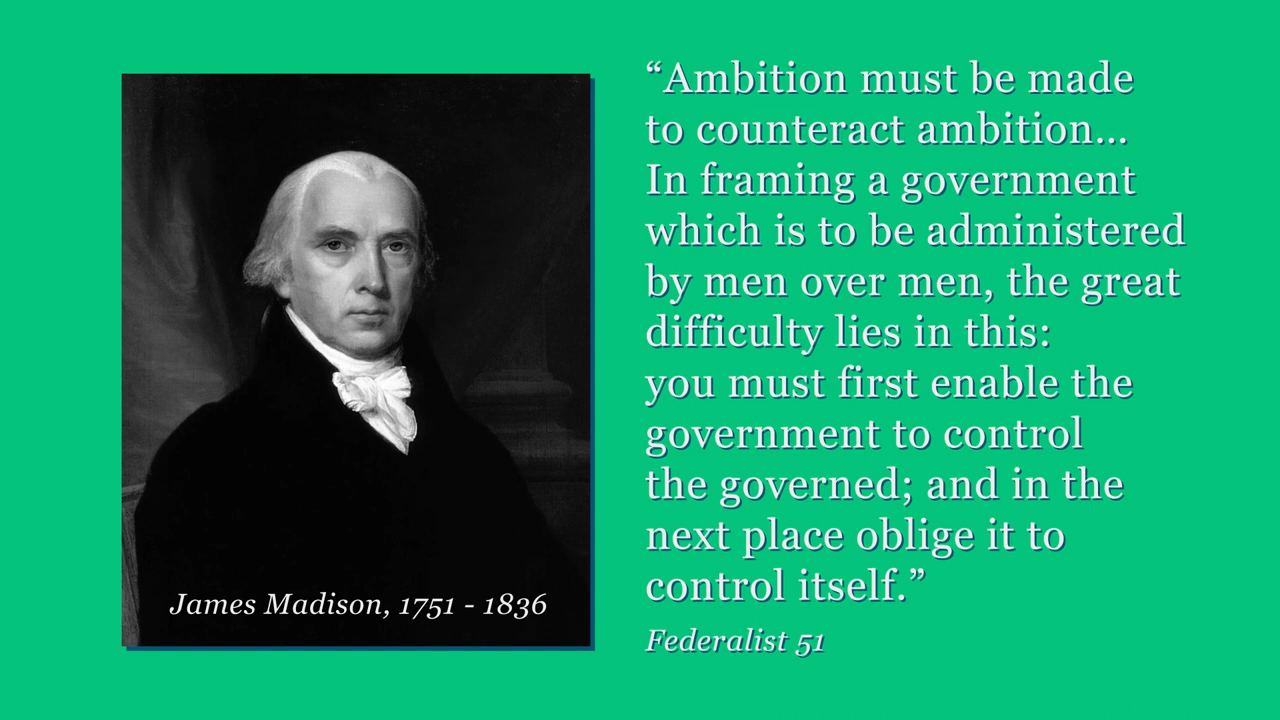 James Madison, 1751 - 1836
“Ambition must be made
to counteract ambition...
In framing a government
which is to be administered
by men over men, the great
difficulty lies in this:
you must first enable the
government to control
the governed; and in the
next place oblige it to
control itself.”
Federalist 51